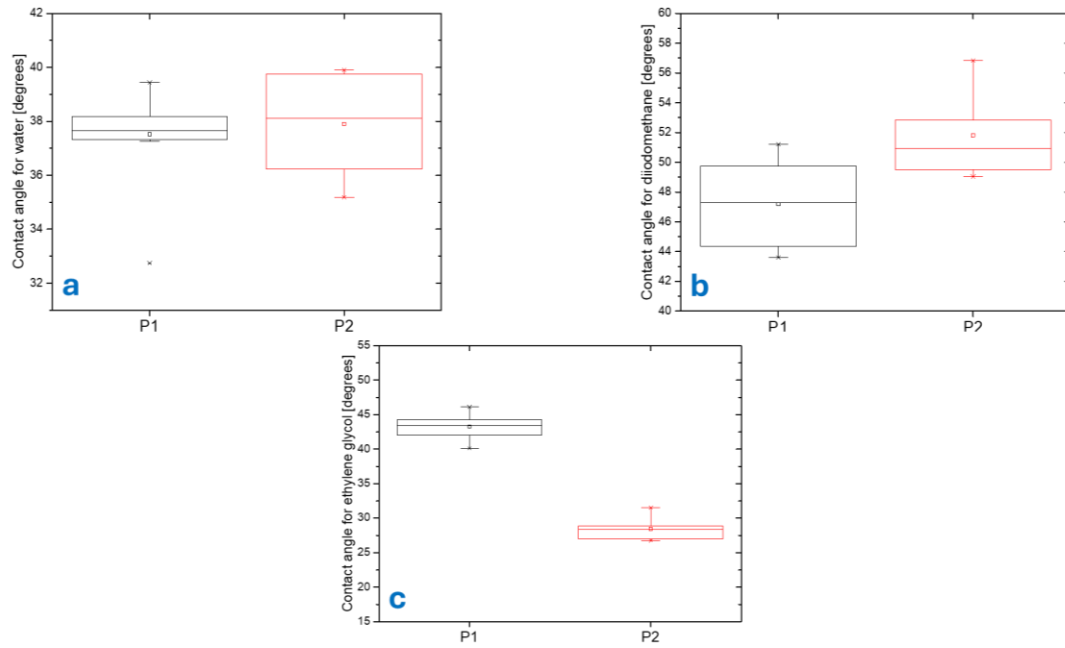 Contact angle for water [degrees]
42
40
38
36
34
32
a
P1
P2
Contact angle for diiodomethane [degrees]
60
58
56
54
52
50
48
46
44
42
40
b
P1
P2
Contact angle for ethylene glycol [degrees]
55
50
45
40
35
30
25
20
15
c
P1
P2